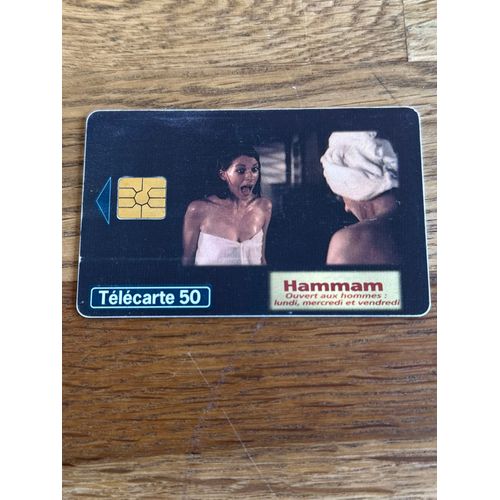 Télécarte 50
Hammam
Ouvert aux hommes :
lundi, mercredi et vendredi